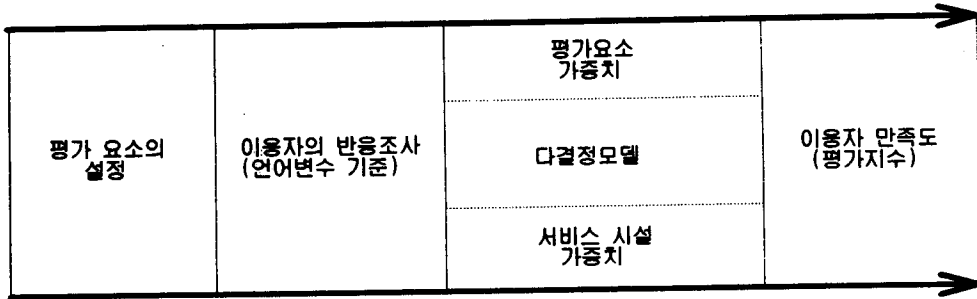 평가 요소의
설정
이용자의 반응조사
(언어변수 기준)
평가요소
가중치
다결정모델
서비스 시설
가중치
이용자 만족도
(평가지수)